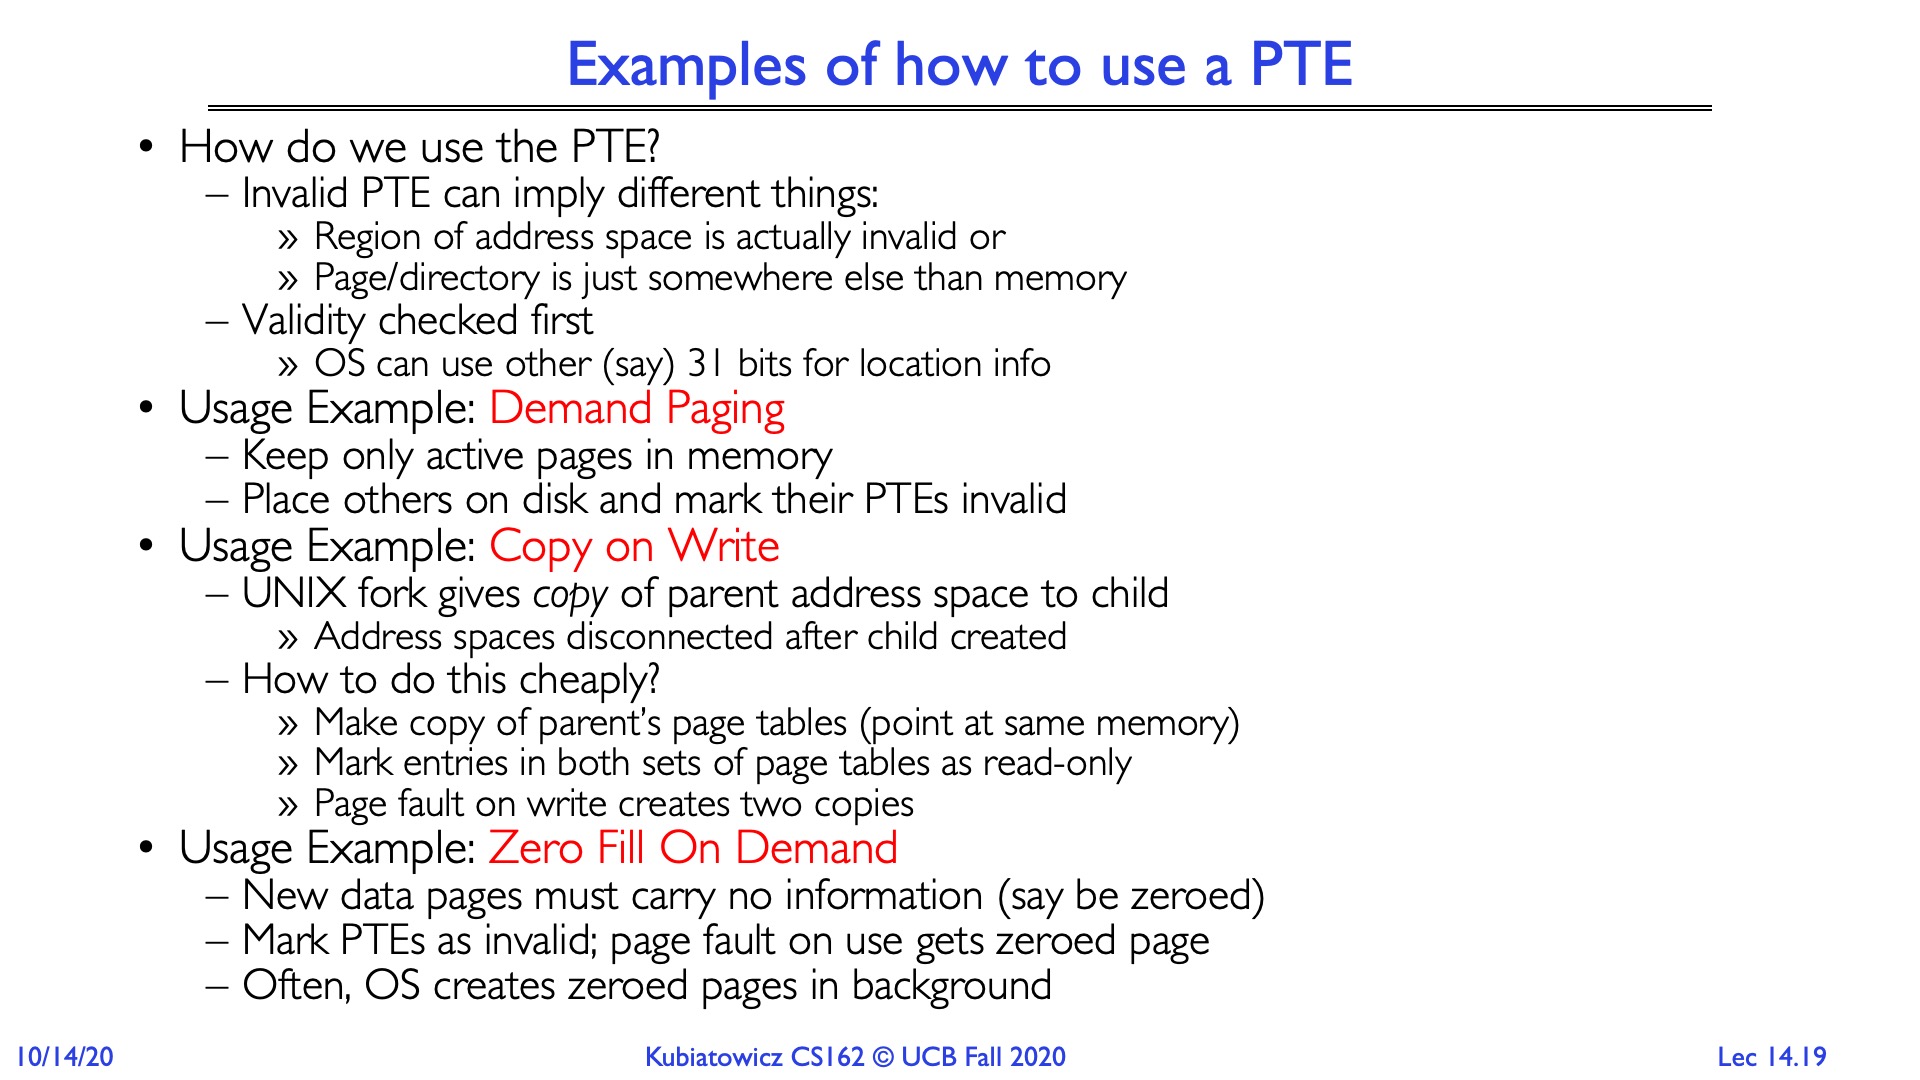 Examples of how to use a PTE
• How do we use the PTE?
– Invalid PTE can imply different things:
» Region of address space is actually invalid or
» Page/directory is just somewhere else than memory
– Validity checked first
» OS can use other (say) 31 bits for location info
• Usage Example: Demand Paging
– Keep only active pages in memory
– Place others on disk and mark their PTEs invalid
• Usage Example: Copy on Write
– UNIX fork gives copy of parent address space to child
» Address spaces disconnected after child created
– How to do this cheaply?
» Make copy of parent’s page tables (point at same memory)
» Mark entries in both sets of page tables as read-only
» Page fault on write creates two copies
• Usage Example: Zero Fill On Demand
– New data pages must carry no information (say be zeroed)
– Mark PTEs as invalid; page fault on use gets zeroed page
– Often, OS creates zeroed pages in background
10/14/20 Kubiatowicz CS162 © UCB Fall 2020 Lec 14.19